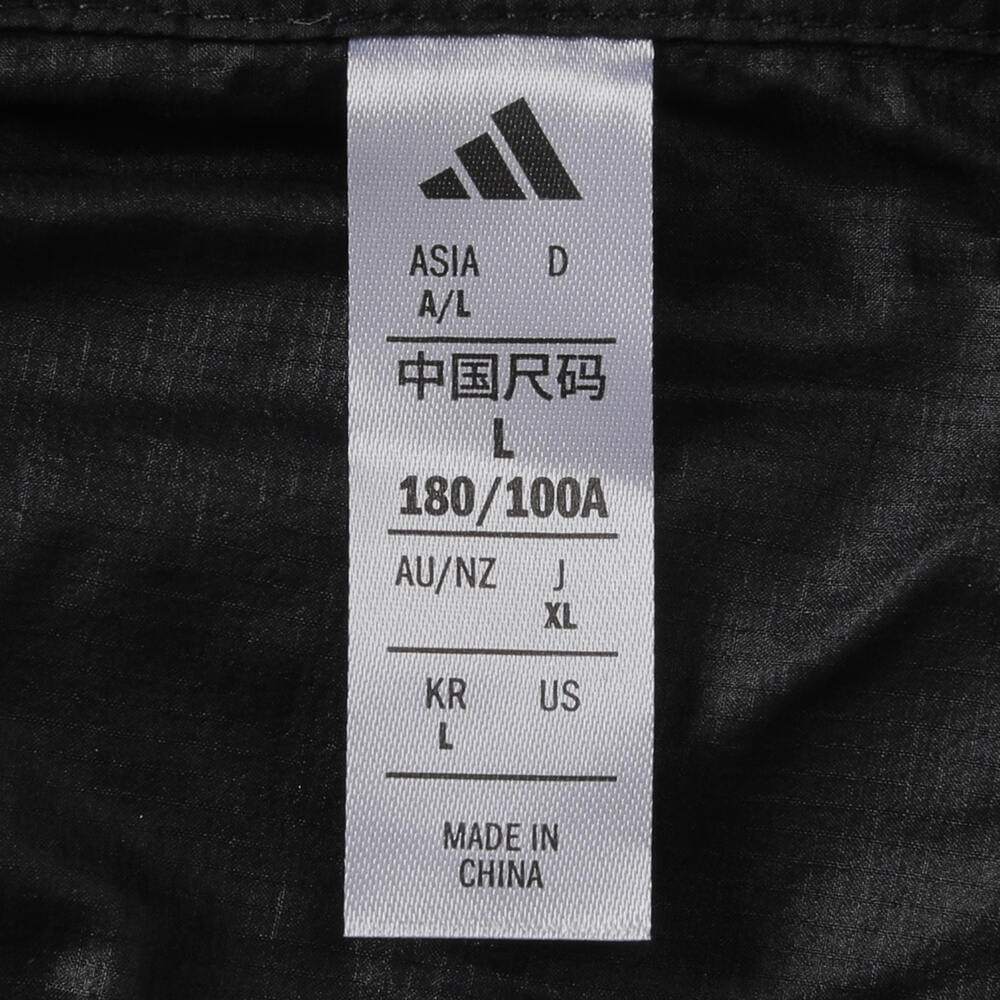 ASIA D
A/L
中国尺码
L
180/100A
AU/NZ J
XL
KR US
L
MADE IN
CHINA